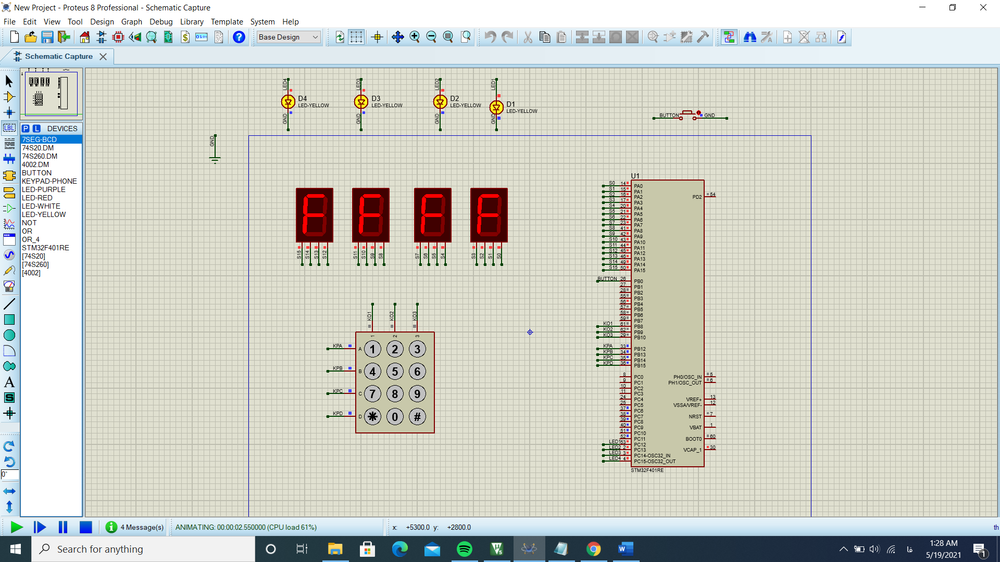 New Project - Proteus 8 Professional - Schematic Capture
File Edit View Tool Design Graph Debug Library Template System Help
Base Design
Schematic Capture
P L DEVICES
7SEG-BCD
74S20.DM
74S260.DM
4002.DM
BUTTON
KEYPAD-PHONE
LED-PURPLE
LED-RED
LED-WHITE
LED-YELLOW
NOT
OR
OR_4
STM32F401RE
[74S20]
[74S260]
[4002]
LBL
A
S
0°
LED4
D4
LED-YELLOW
GND
LED3
D3
LED-YELLOW
GND
LED2
D2
LED-YELLOW
GND
LED1
D1
LED-YELLOW
GND
BUTTON GND
GND
S15 S14 S13 S12
S11 S10 S9 S8
S7 S6 S5 S4
S3 S2 S1 S0
KO1 KO2 KO3
1 2 3
KPA A 1 2 3
KPB B 4 5 6
KPC C 7 8 9
KPD D * 0 #
U1
S0 14 PA0
S1 15 PA1
S2 16 PA2
S3 17 PA3
S4 20 PA4
S5 21 PA5
S6 22 PA6
S7 23 PA7
S8 41 PA8
S9 42 PA9
S10 43 PA10
S11 44 PA11
S12 45 PA12
S13 46 PA13
S14 49 PA14
S15 50 PA15
BUTTON 26 PB0
27 PB1
28 PB2
55 PB3
56 PB4
57 PB5
58 PB6
59 PB7
KO1 61 PB8
KO2 62 PB9
KO3 29 PB10
KPA 33 PB12
KPB 34 PB13
KPC 35 PB14
KPD 36 PB15
8 PC0
9 PC1
10 PC2
11 PC3
24 PC4
25 PC5
37 PC6
38 PC7
39 PC8
40 PC9
51 PC10
52 PC11
LED1 53 PC12
LED2 2 PC13
LED3 3 PC14-OSC32_IN
LED4 4 PC15-OSC32_OUT
PD2 54
PH0/OSC_IN 5
PH1/OSC_OUT 6
VREF+ 13
VSSA/VREF- 12
NRST 7
VBAT 1
BOOT0 60
VCAP_1 30
STM32F401RE
4 Message(s)
ANIMATING: 00:00:02.550000 (CPU load 61%)
x: +5300.0 y: +2800.0
th
Search for anything
فا
1:28 AM
5/19/2021
1